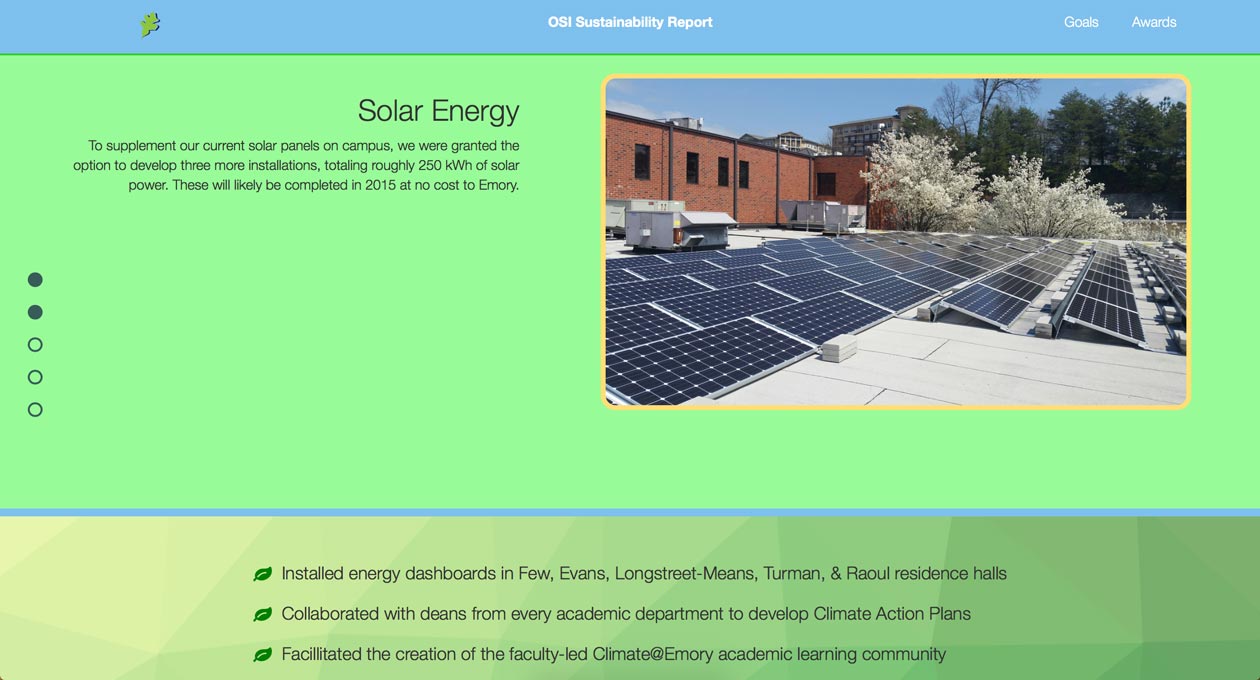 OSI Sustainability Report
Goals
Awards
Solar Energy
To supplement our current solar panels on campus, we were granted the
option to develop three more installations, totaling roughly 250 kWh of solar
power. These will likely be completed in 2015 at no cost to Emory.
Installed energy dashboards in Few, Evans, Longstreet-Means, Turman, & Raoul residence halls
Collaborated with deans from every academic department to develop Climate Action Plans
Facillitated the creation of the faculty-led Climate@Emory academic learning community